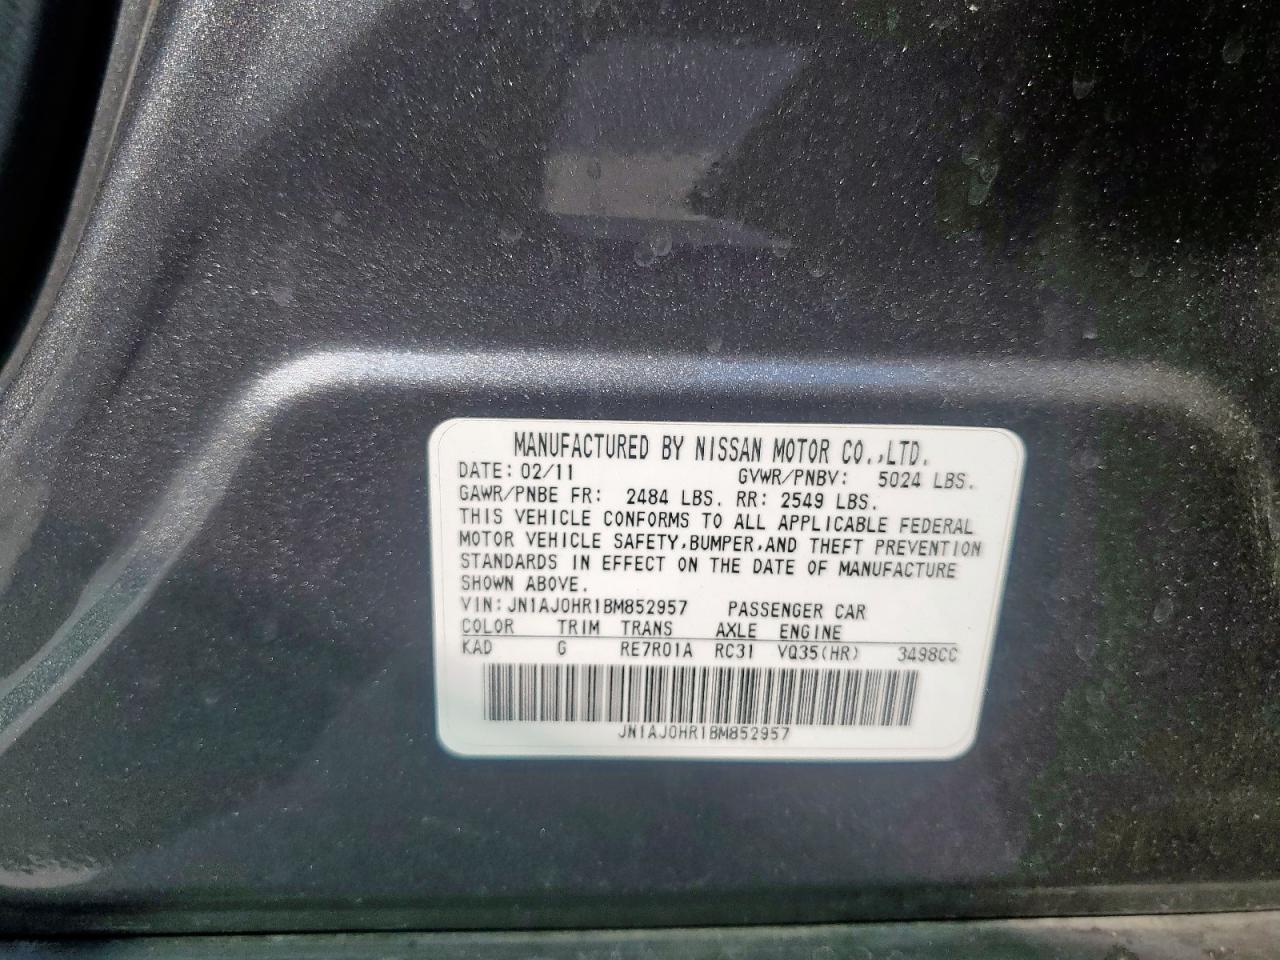 MANUFACTURED BY NISSAN MOTOR CO.,LTD.
DATE: 02/11 GVWR/PNBV: 5024 LBS.
GAWR/PNBE FR: 2484 LBS. RR: 2549 LBS.
THIS VEHICLE CONFORMS TO ALL APPLICABLE FEDERAL
MOTOR VEHICLE SAFETY,BUMPER,AND THEFT PREVENTION
STANDARDS IN EFFECT ON THE DATE OF MANUFACTURE
SHOWN ABOVE.
VIN: JN1AJ0HR1BM852957 PASSENGER CAR
COLOR TRIM TRANS AXLE ENGINE
KAD G RE7R01A RC31 VQ35(HR) 3498CC
JN1AJ0HR1BM852957